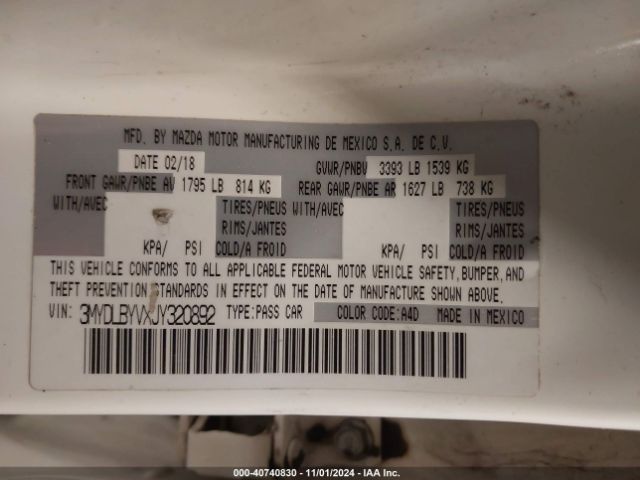 MFD. BY MAZDA MOTOR MANUFACTURING DE MEXICO S.A. DE C.V.
DATE 02/18 GVWR/PNBV 3393 LB 1539 KG
FRONT GAWR/PNBE AV 1795 LB 814 KG REAR GAWR/PNBE AR 1627 LB 738 KG
WITH/AVEC TIRES/PNEUS WITH/AVEC TIRES/PNEUS
RIMS/JANTES RIMS/JANTES
KPA/ PSI COLD/A FROID KPA/ PSI COLD/A FROID
THIS VEHICLE CONFORMS TO ALL APPLICABLE FEDERAL MOTOR VEHICLE SAFETY, BUMPER, AND
THEFT PREVENTION STANDARDS IN EFFECT ON THE DATE OF MANUFACTURE SHOWN ABOVE.
VIN: 3MYDLBYVXJY320892 TYPE: PASS CAR COLOR CODE: A4D MADE IN MEXICO
000-40740830 - 11/01/2024 - IAA Inc.